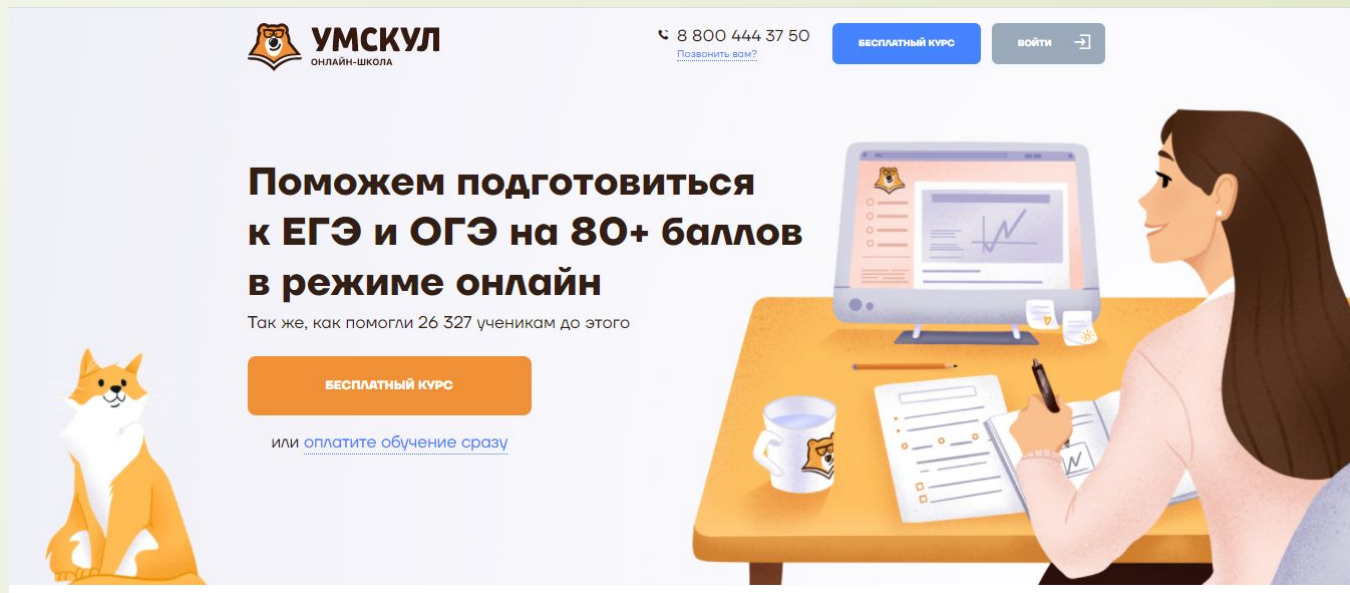 УМСКУЛ
ОНЛАЙН-ШКОЛА
8 800 444 37 50
Позвонить вам?
БЕСПЛАТНЫЙ КУРС
ВОЙТИ
Поможем подготовиться
к ЕГЭ и ОГЭ на 80+ баллов
в режиме онлайн
Так же, как помогли 26 327 ученикам до этого
БЕСПЛАТНЫЙ КУРС
или оплатите обучение сразу